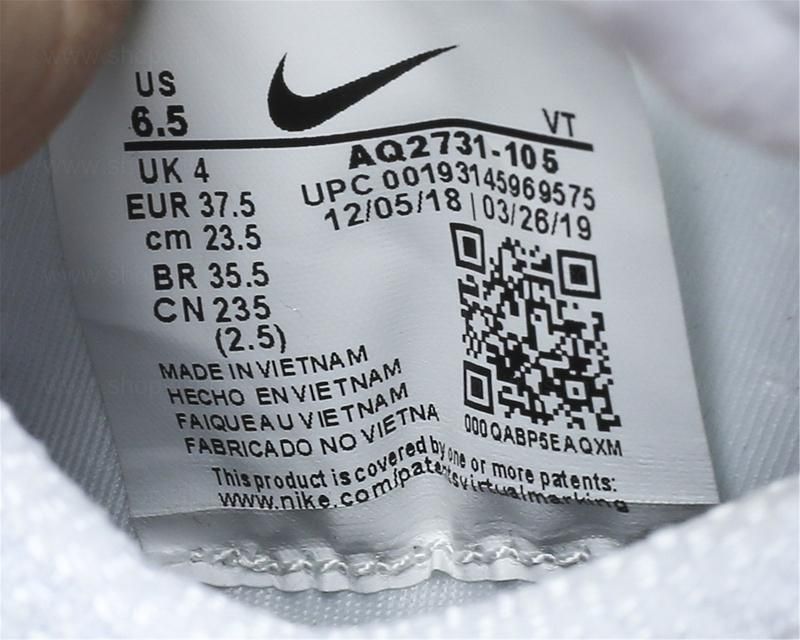 US
6.5
VT
UK 4
EUR 37.5
cm 23.5
BR 35.5
CN 235
(2.5)
AQ2731-105
UPC 00193145969575
12/05/18 | 03/26/19
000QABP5EAQXM
MADE IN VIETNAM
HECHO EN VIETNAM
FAIQUEAU VIETNAM
FABRICADO NO VIETNA
This product is covered by one or more patents:
www.nike.com/patentsvirtualmarking